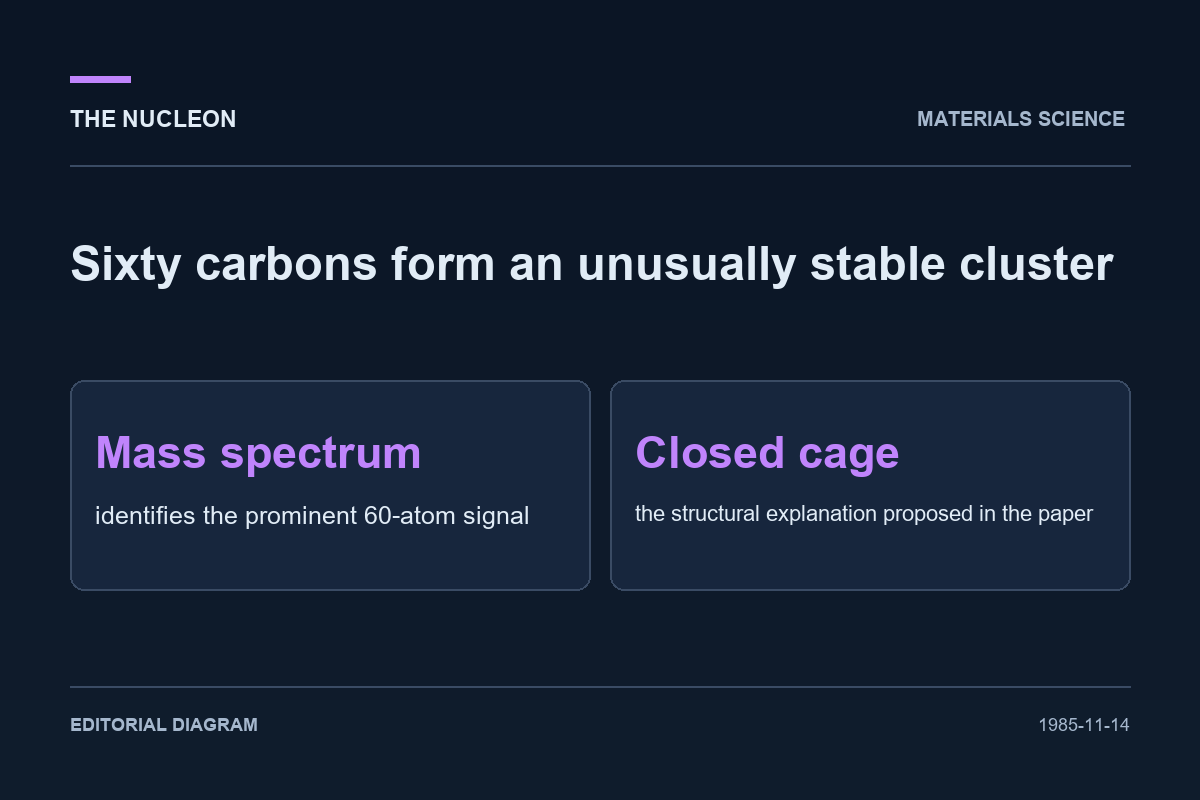 THE NUCLEON
MATERIALS SCIENCE
Sixty carbons form an unusually stable cluster
Mass spectrum
identifies the prominent 60-atom signal
Closed cage
the structural explanation proposed in the paper
EDITORIAL DIAGRAM
1985-11-14